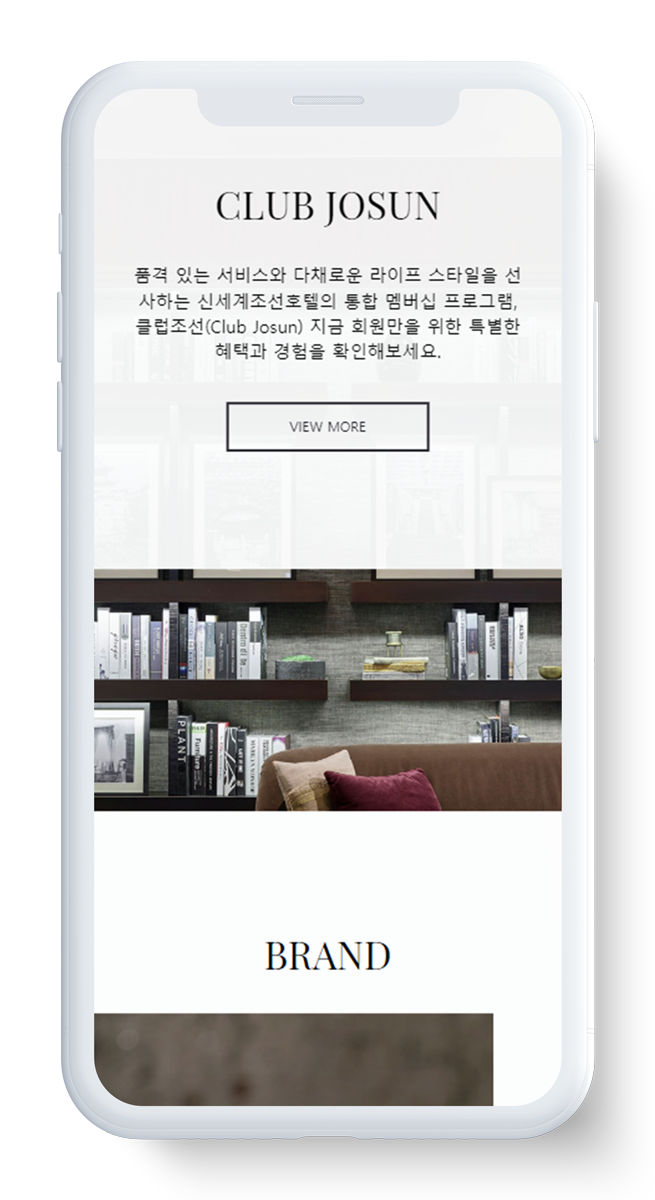 CLUB JOSUN
품격 있는 서비스와 다채로운 라이프 스타일을 선
사하는 신세계조선호텔의 통합 멤버십 프로그램,
클럽조선(Club Josun) 지금 회원만을 위한 특별한
혜택과 경험을 확인해보세요.
VIEW MORE
PLANT
BRAND